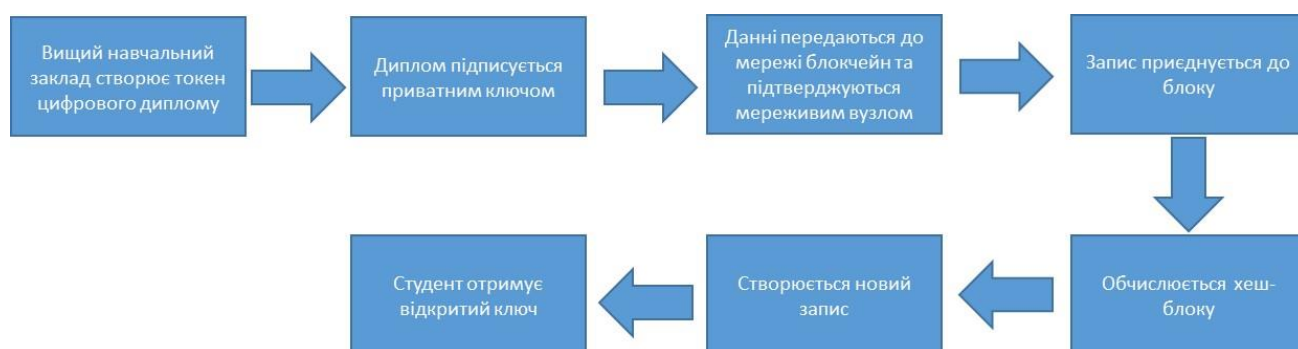 Вищий навчальний
заклад створює токен
цифрового диплому
Диплом підписується
приватним ключом
Данні передаються до
мережі блокчейн та
підтверджуються
мереживим вузлом
Запис приєднується до
блоку
Обчислюється хеш-
блоку
Створюється новий
запис
Студент отримує
відкритий ключ